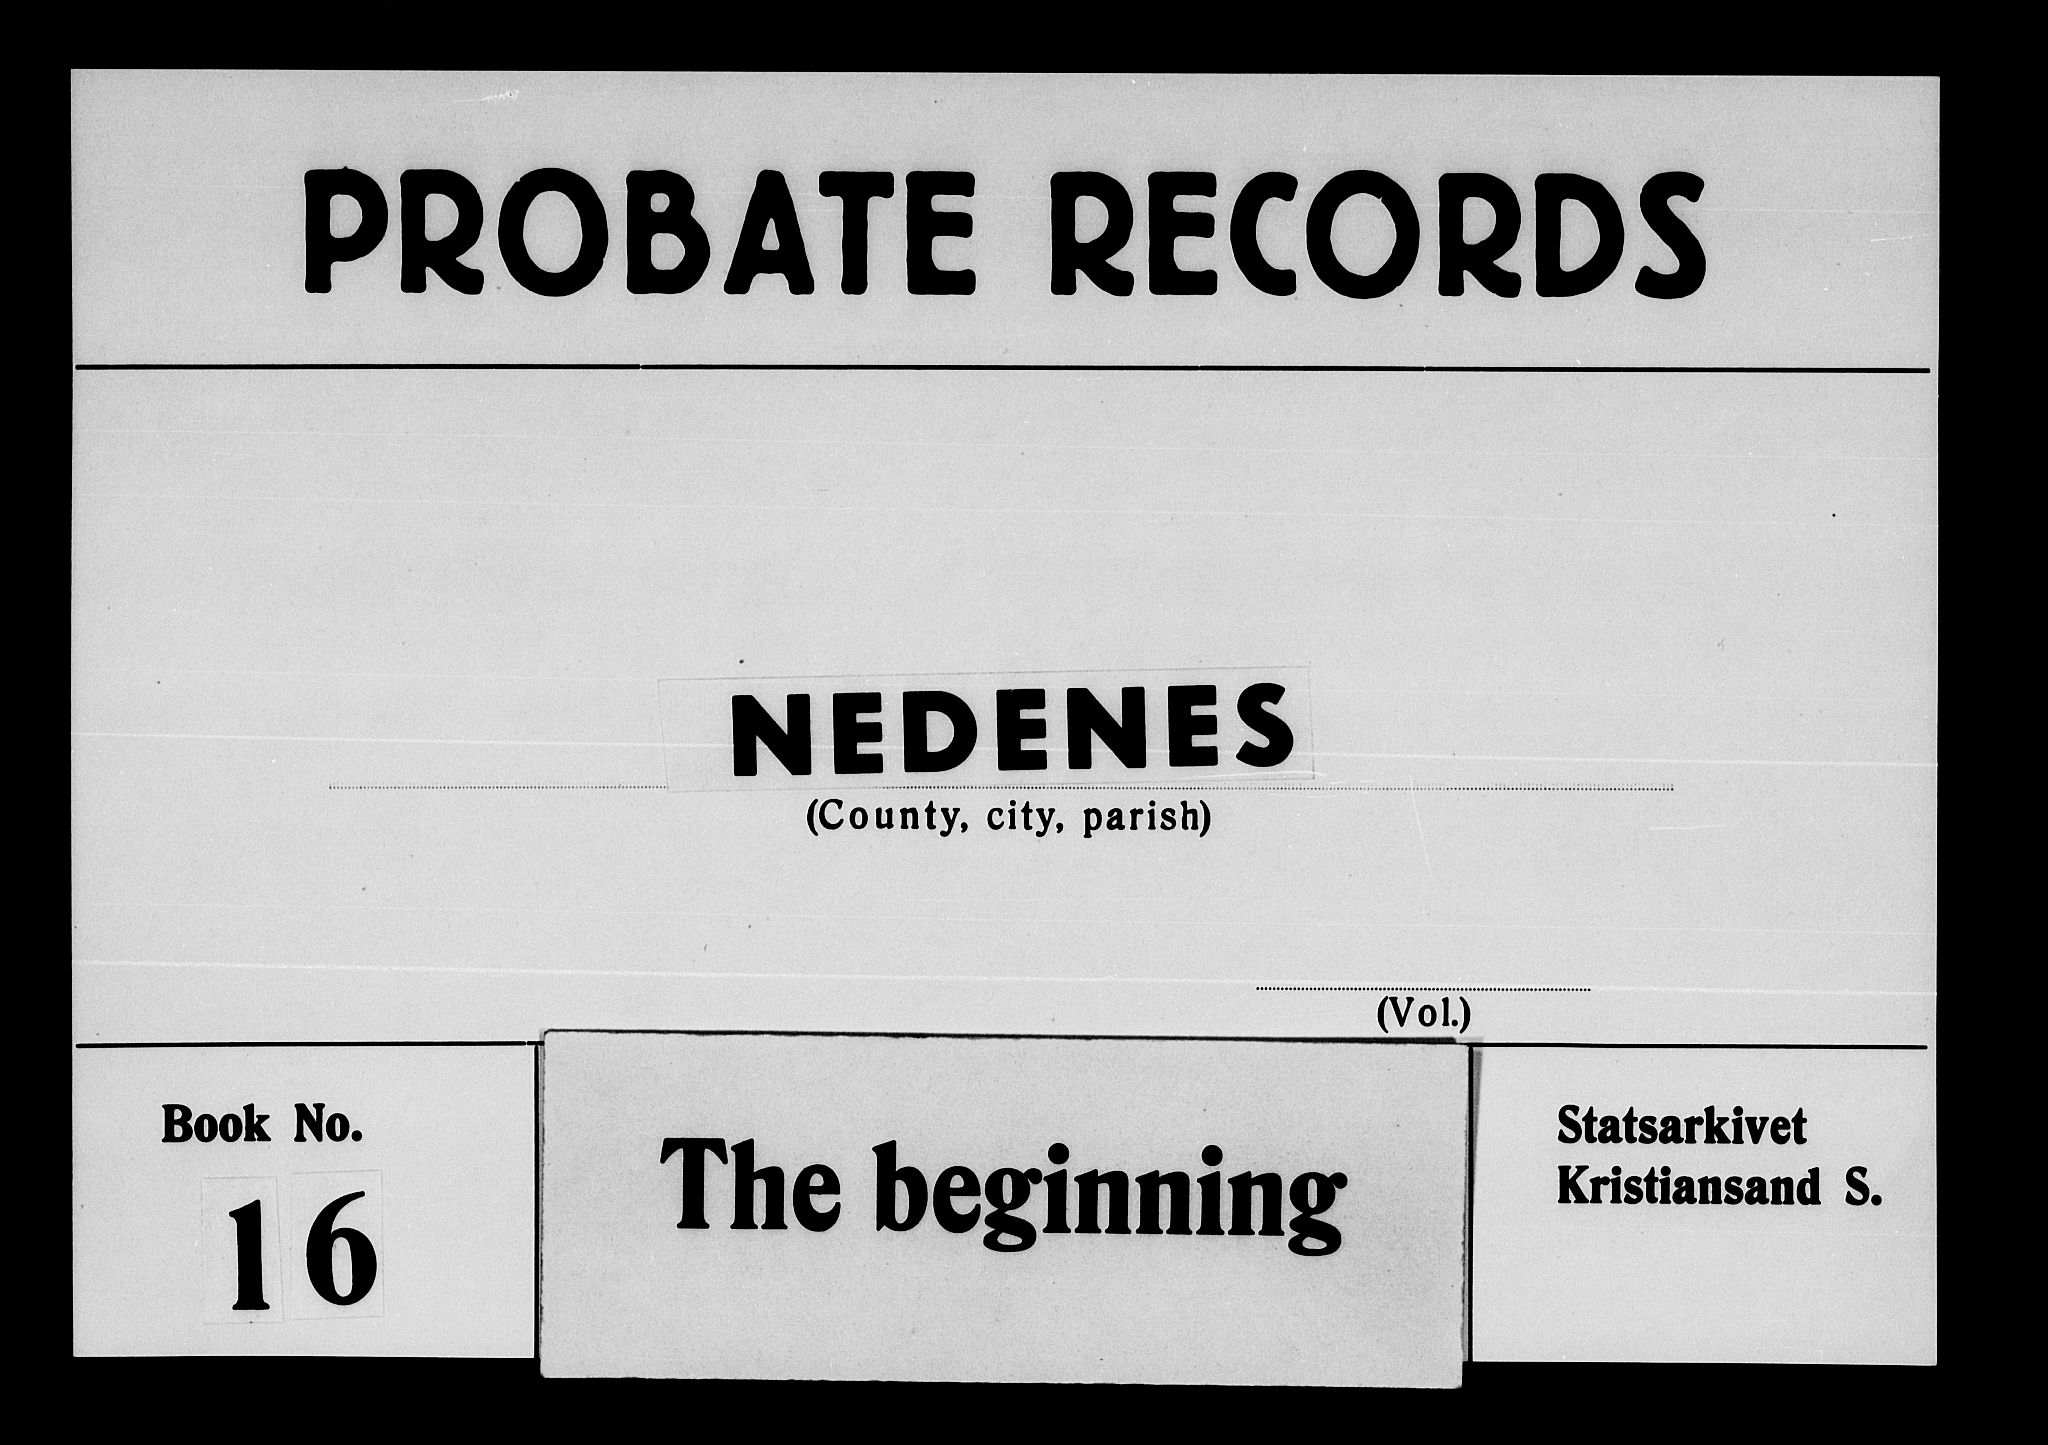 PROBATE RECORDS
NEDENES
(County, city, parish)
(Vol.)
Book No.
16
The beginning
Statsarkivet
Kristiansand S.